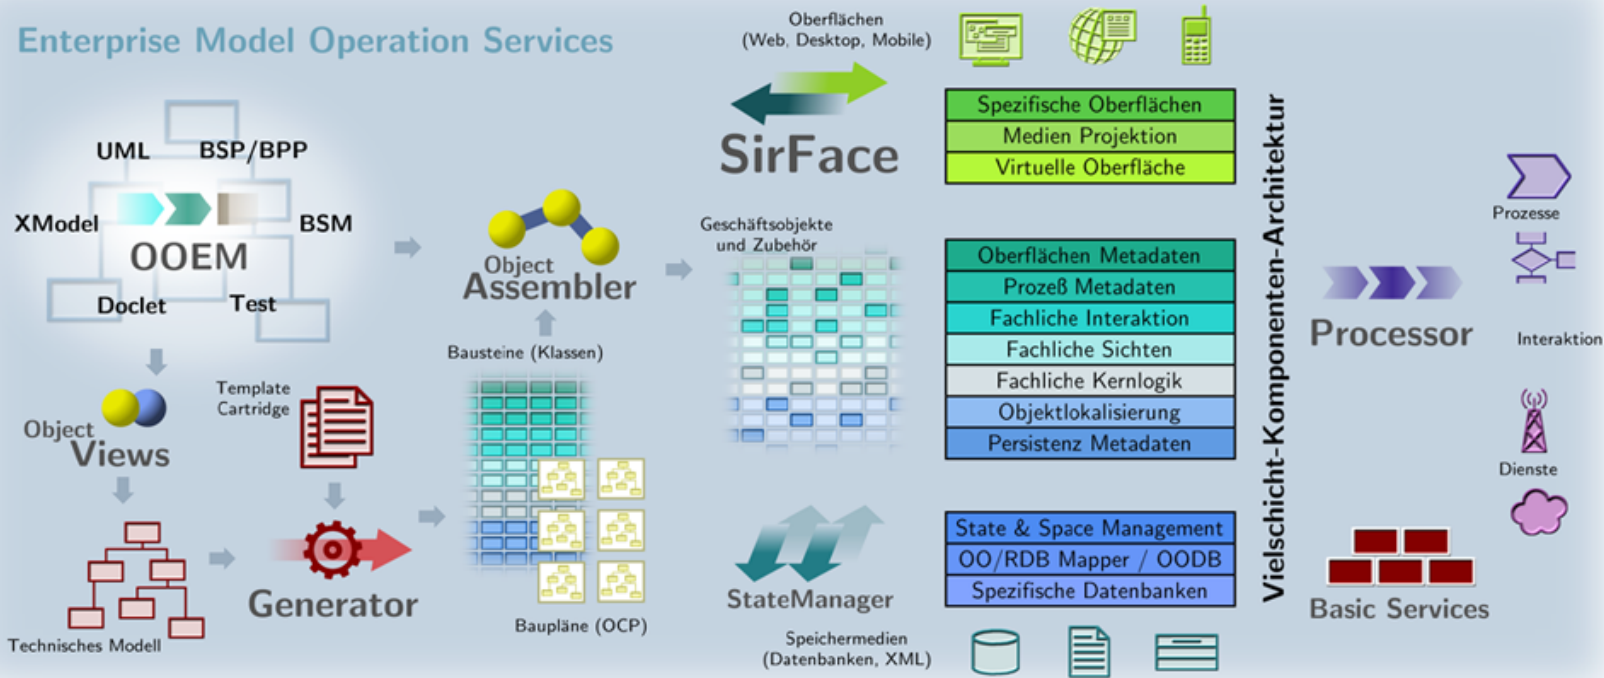 Enterprise Model Operation Services
UML
BSP/BPP
XModel
BSM
OOEM
Doclet
Test
Object
Views
Template
Cartridge
Technisches Modell
Generator
Object
Assembler
Bausteine (Klassen)
Baupläne (OCP)
Oberflächen
(Web, Desktop, Mobile)
SirFace
Geschäftsobjekte
und Zubehör
StateManager
Speichermedien
(Datenbanken, XML)
Spezifische Oberflächen
Medien Projektion
Virtuelle Oberfläche
Oberflächen Metadaten
Prozeß Metadaten
Fachliche Interaktion
Fachliche Sichten
Fachliche Kernlogik
Objektlokalisierung
Persistenz Metadaten
State & Space Management
OO/RDB Mapper / OODB
Spezifische Datenbanken
Vielschicht-Komponenten-Architektur
Prozesse
Processor
Interaktion
Dienste
Basic Services